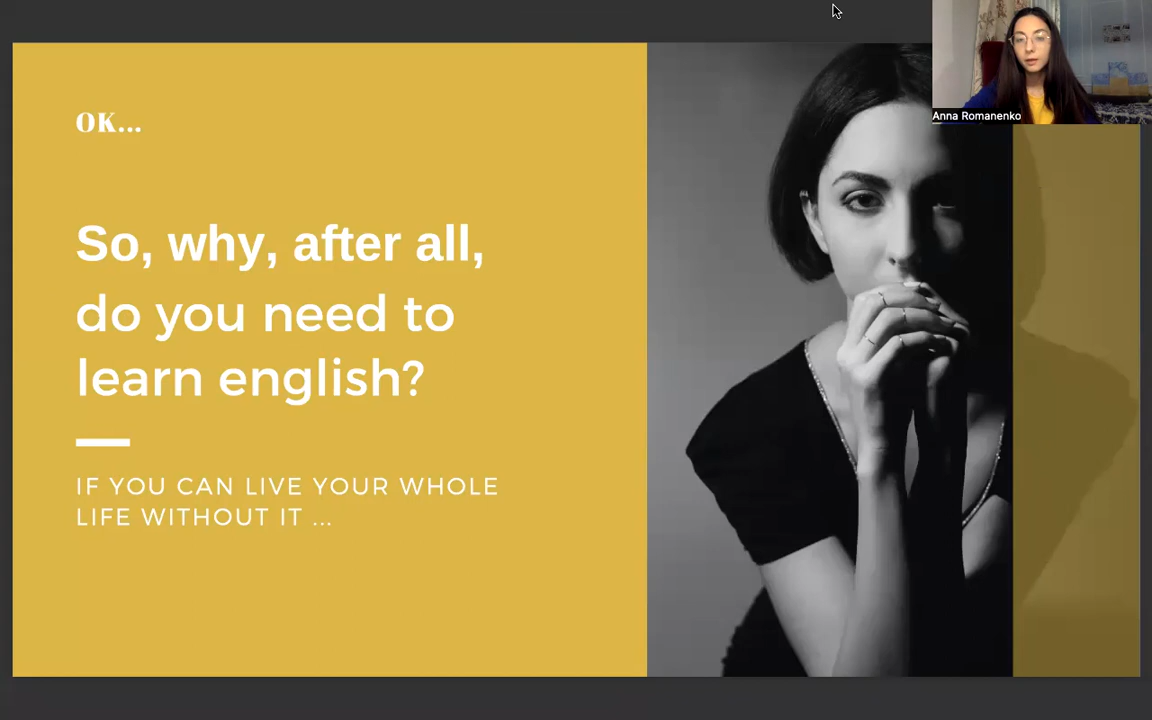 OK...
So, why, after all,
do you need to
learn english?
IF YOU CAN LIVE YOUR WHOLE
LIFE WITHOUT IT ...
Anna Romanenko